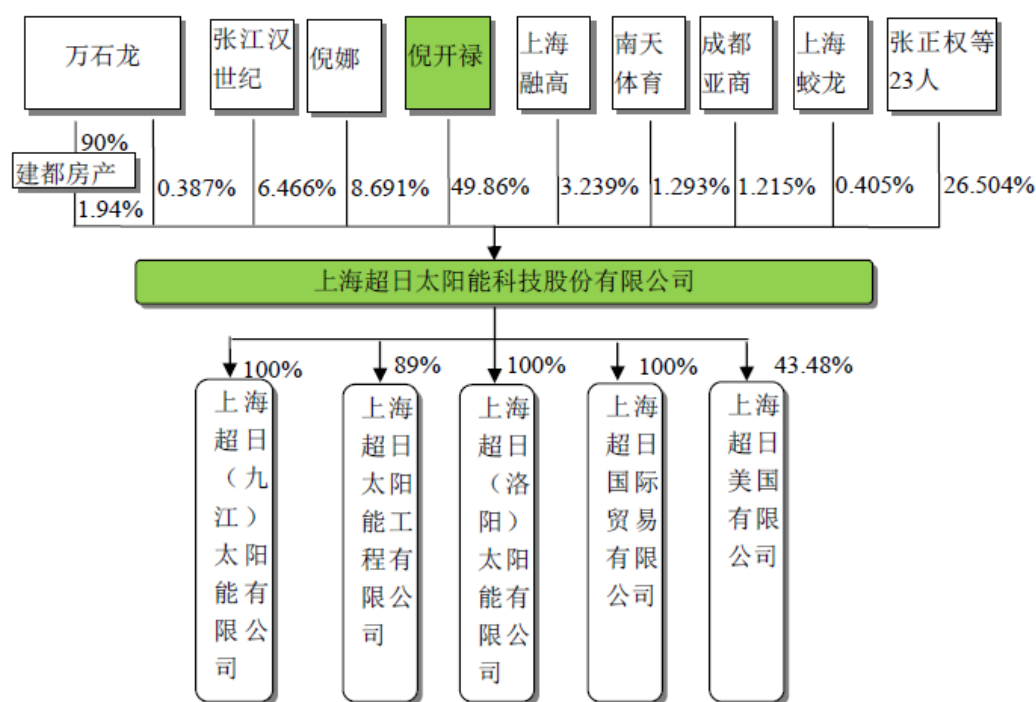 万石龙
张江汉
世纪
倪娜
倪开禄
上海
融高
南天
体育
成都
亚商
上海
蛟龙
张正权等
23人
90%
建都房产
1.94%
0.387%
6.466%
8.691%
49.86%
3.239%
1.293%
1.215%
0.405%
26.504%
上海超日太阳能科技股份有限公司
100%
89%
100%
100%
43.48%
上海
超日
（九
江）
太阳
能有
限公
司
上海
超日
太阳
能工
程有
限公
司
上海
超日
（洛
阳）
太阳
能有
限公
司
上海
超日
国际
贸易
有限
公司
上海
超日
美国
有限
公司